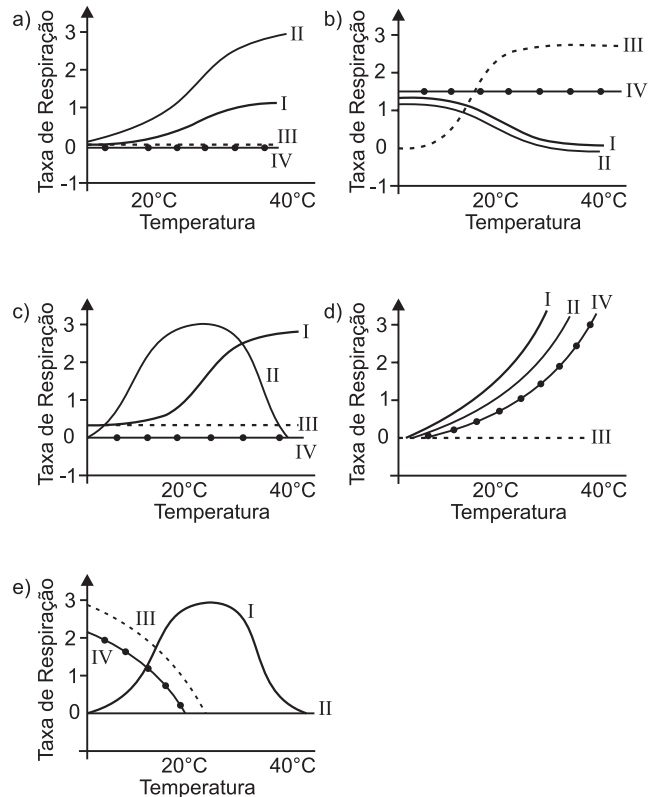 a)
Taxa de Respiração
3
2
1
0
-1
II
I
III
IV
20°C
40°C
Temperatura
b)
Taxa de Respiração
3
2
1
0
-1
III
IV
I
II
20°C
40°C
Temperatura
c)
Taxa de Respiração
3
2
1
0
-1
I
II
III
IV
20°C
40°C
Temperatura
d)
Taxa de Respiração
3
2
1
0
-1
I
II
IV
III
20°C
40°C
Temperatura
e)
Taxa de Respiração
3
2
1
0
III
I
IV
II
20°C
40°C
Temperatura